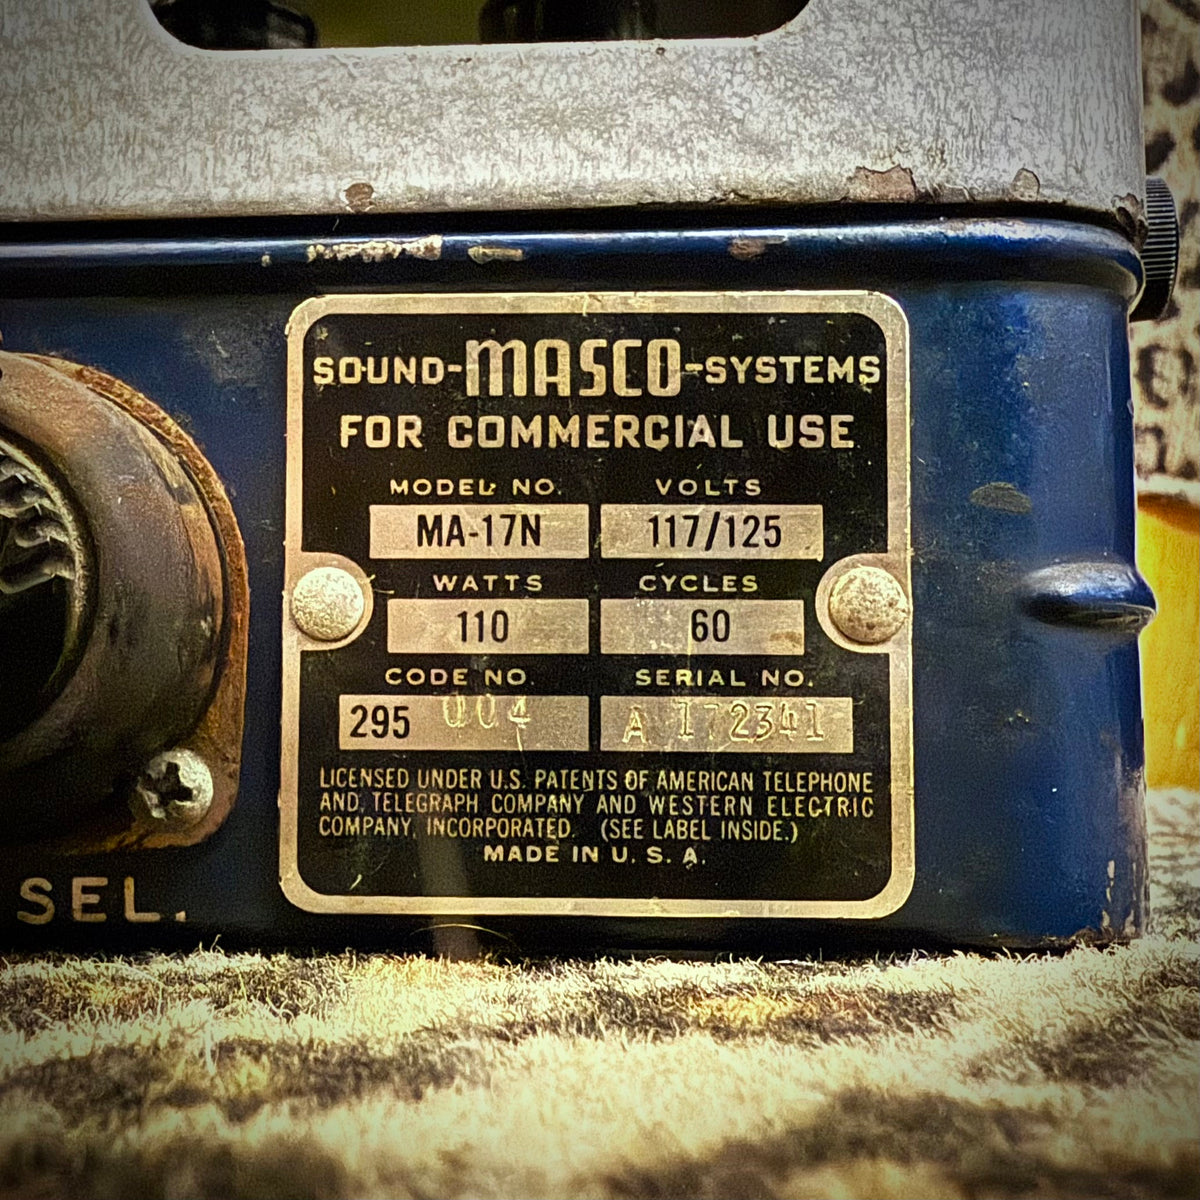 SOUND-MASCO-SYSTEMS
FOR COMMERCIAL USE
MODEL NO. VOLTS
MA-17N 117/125
WATTS CYCLES
110 60
CODE NO. SERIAL NO.
295 004 A 172341
LICENSED UNDER U.S. PATENTS OF AMERICAN TELEPHONE
AND TELEGRAPH COMPANY AND WESTERN ELECTRIC
COMPANY, INCORPORATED. (SEE LABEL INSIDE.)
MADE IN U. S. A.
SEL.